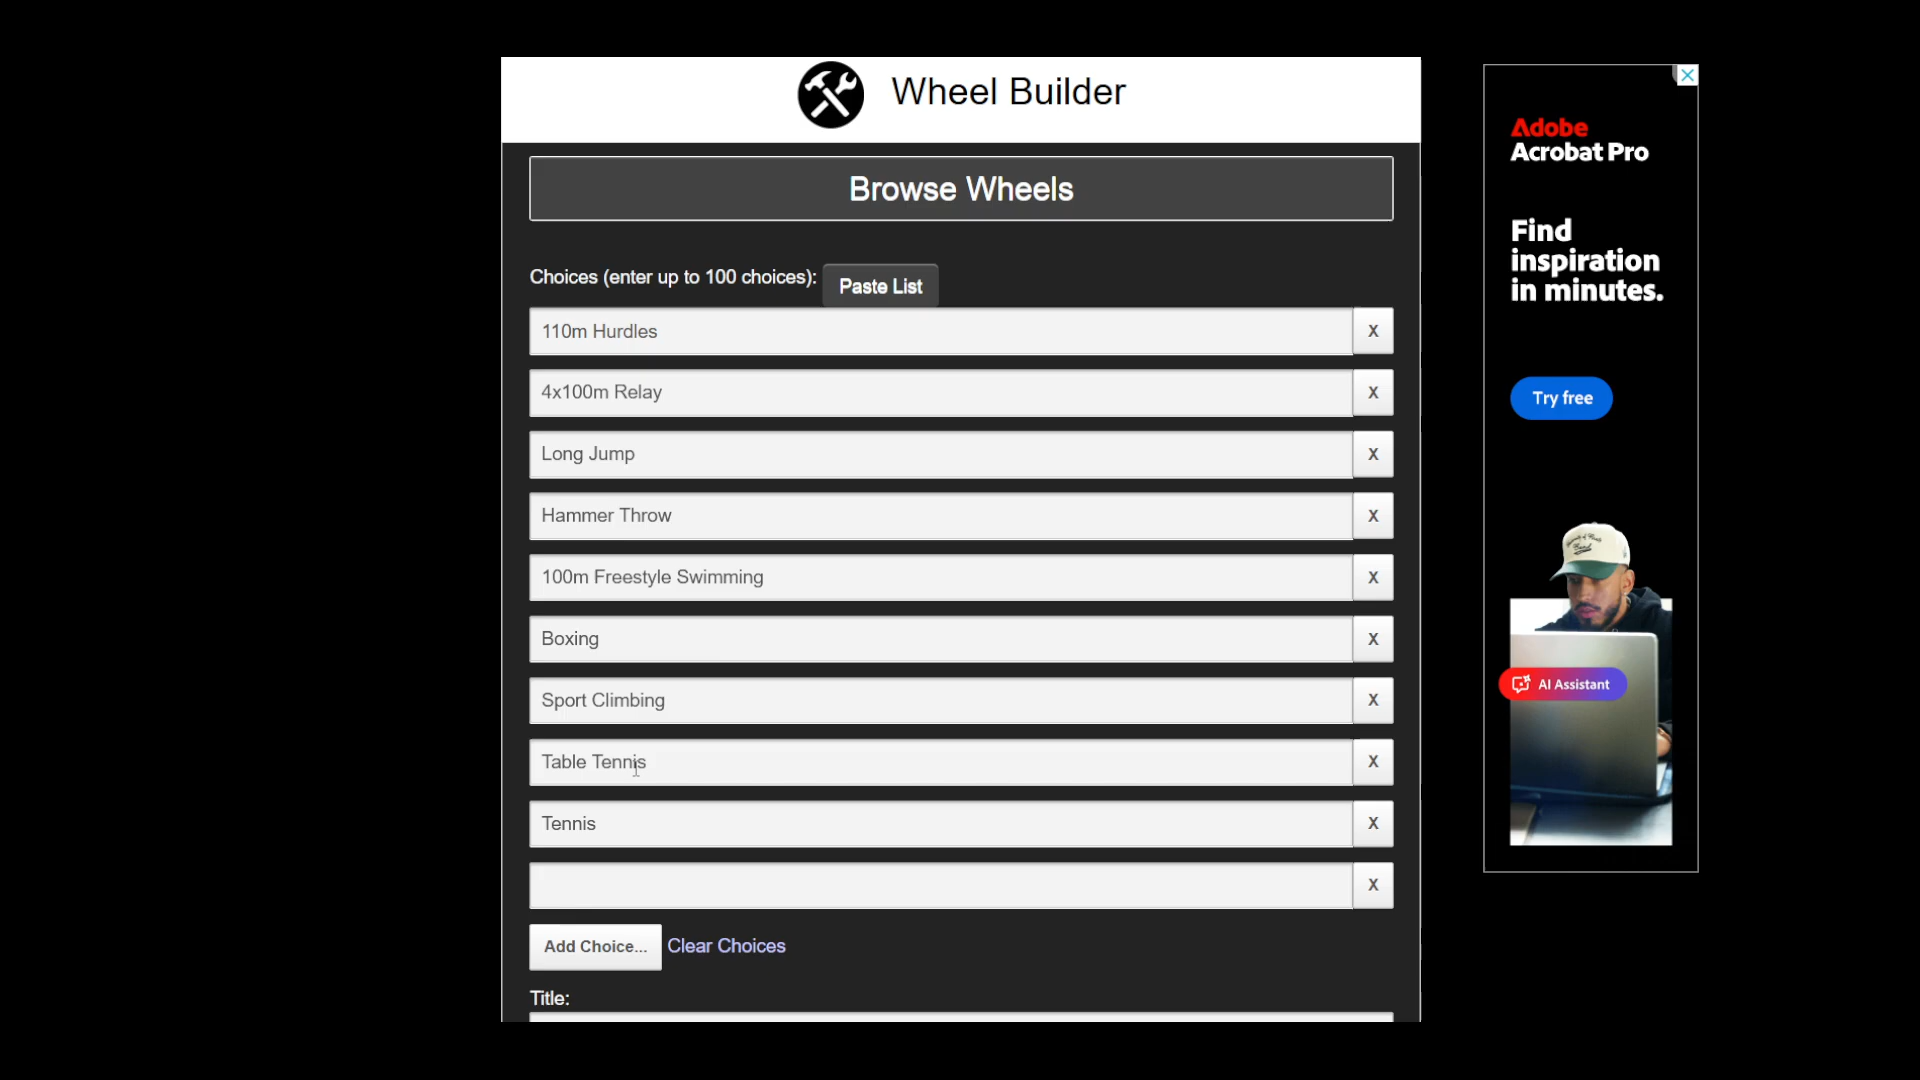 Wheel Builder
Browse Wheels
Choices (enter up to 100 choices):
Paste List
110m Hurdles
X
4x100m Relay
X
Long Jump
X
Hammer Throw
X
100m Freestyle Swimming
X
Boxing
X
Sport Climbing
X
Table Tennis
X
Tennis
X
X
Add Choice...
Clear Choices
Title:
Adobe
Acrobat Pro
Find
inspiration
in minutes.
Try free
AI Assistant